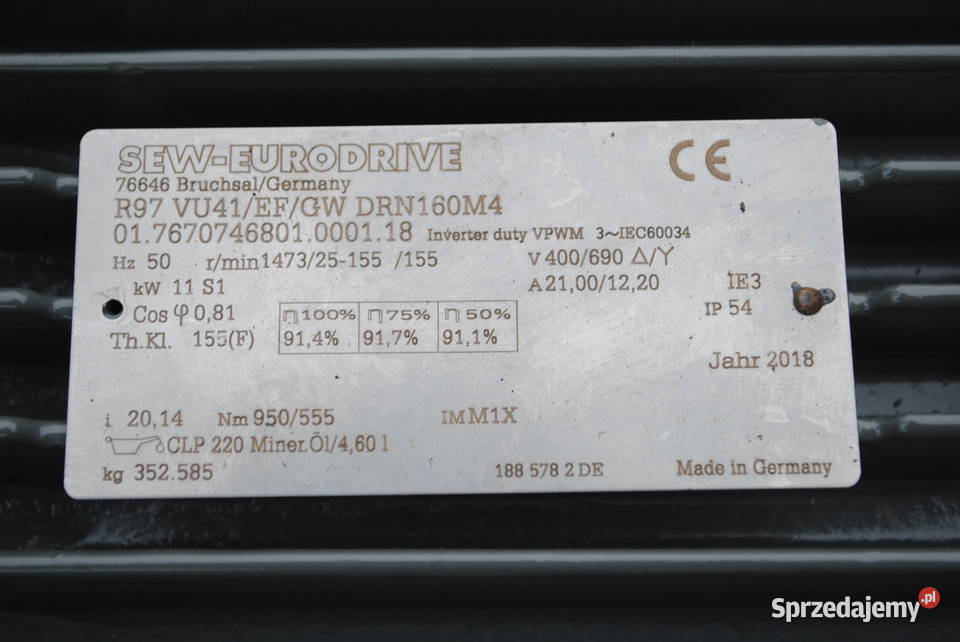 SEW-EURODRIVE CE
76646 Bruchsal/Germany
R97 VU41/EF/GW DRN160M4
01.7670746801.0001.18 Inverter duty VPWM 3~IEC60034
Hz 50 r/min 1473/25-155 /155 V 400/690 Δ/Y
kW 11 S1 A 21,00/12,20 IE3
Cos φ 0,81 100% 75% 50% IP 54
Th.Kl. 155(F) 91,4% 91,7% 91,1%
Jahr 2018
i 20,14 Nm 950/555 IM M1X
CLP 220 Miner.Öl/4,60 l
kg 352.585 188 578 2 DE Made in Germany
Sprzedajemy.pl